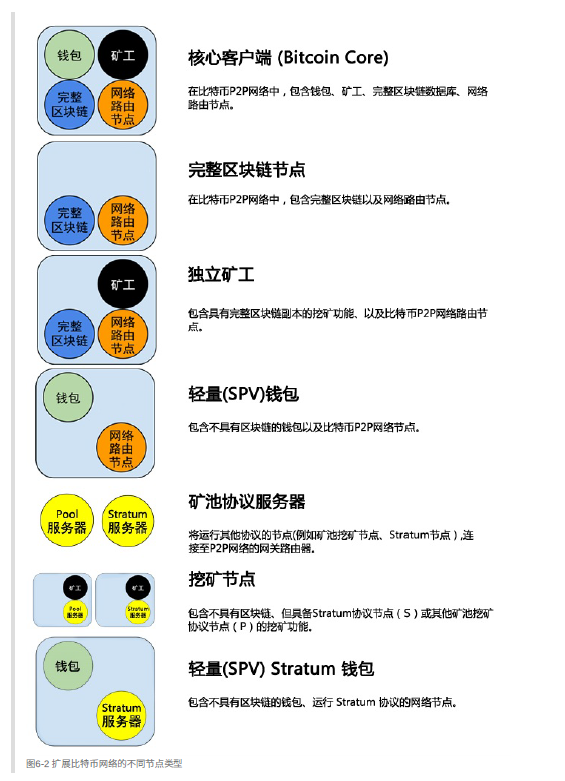 钱包
矿工
完整
区块链
网络
路由
节点
核心客户端 (Bitcoin Core)
在比特币P2P网络中，包含钱包、矿工、完整区块链数据库、网络
路由节点。
完整
区块链
网络
路由
节点
完整区块链节点
在比特币P2P网络中，包含完整区块链以及网络路由节点。
矿工
完整
区块链
网络
路由
节点
独立矿工
包含具有完整区块链副本的挖矿功能、以及比特币P2P网络路由节
点。
钱包
网络
路由
节点
轻量(SPV)钱包
包含不具有区块链的钱包以及比特币P2P网络节点。
Pool
服务器
Stratum
服务器
矿池协议服务器
将运行其他协议的节点(例如矿池挖矿节点、Stratum节点）,连
接至P2P网络的网关路由器。
矿工
Pool
服务器
矿工
Stratum
服务器
挖矿节点
包含不具有区块链、但具备Stratum协议节点（S）或其他矿池挖矿
协议节点（P）的挖矿功能。
钱包
Stratum
服务器
轻量(SPV) Stratum 钱包
包含不具有区块链的钱包、运行 Stratum 协议的网络节点。
图6-2 扩展比特币网络的不同节点类型